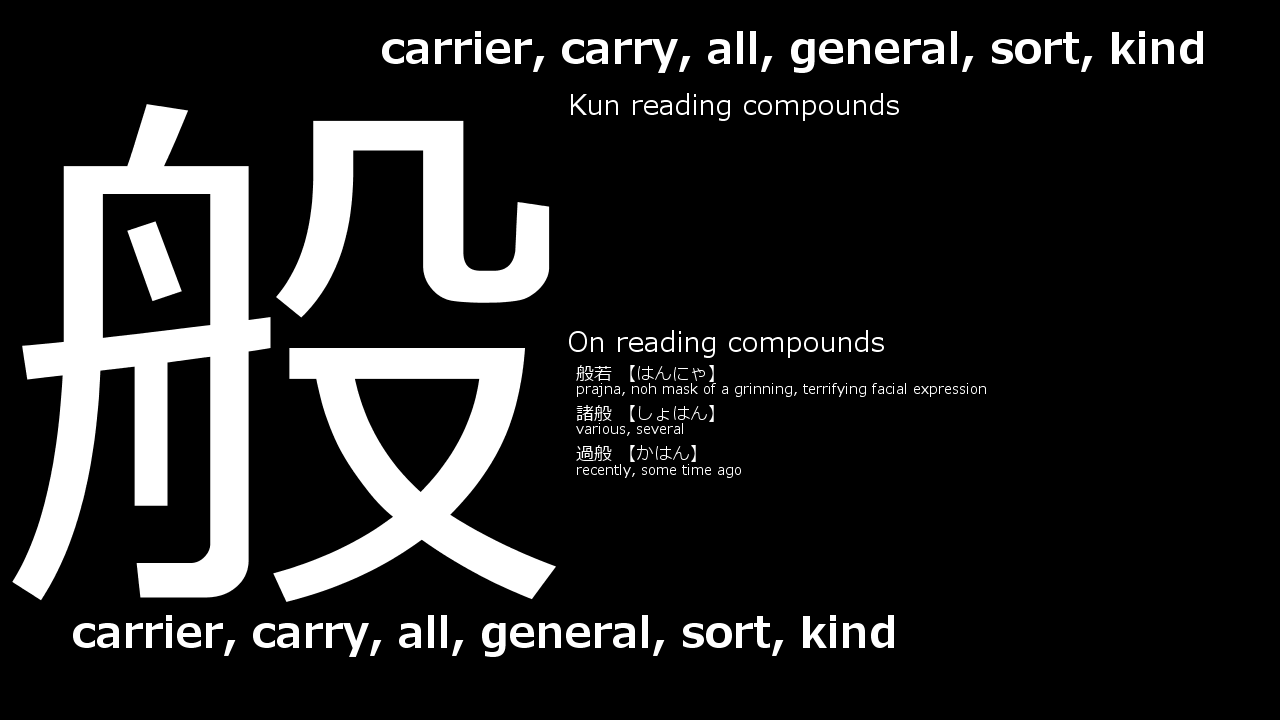 carrier, carry, all, general, sort, kind
般
Kun reading compounds
On reading compounds
般若 【はんにゃ】
prajna, noh mask of a grinning, terrifying facial expression
諸般 【しょはん】
various, several
過般 【かはん】
recently, some time ago
carrier, carry, all, general, sort, kind